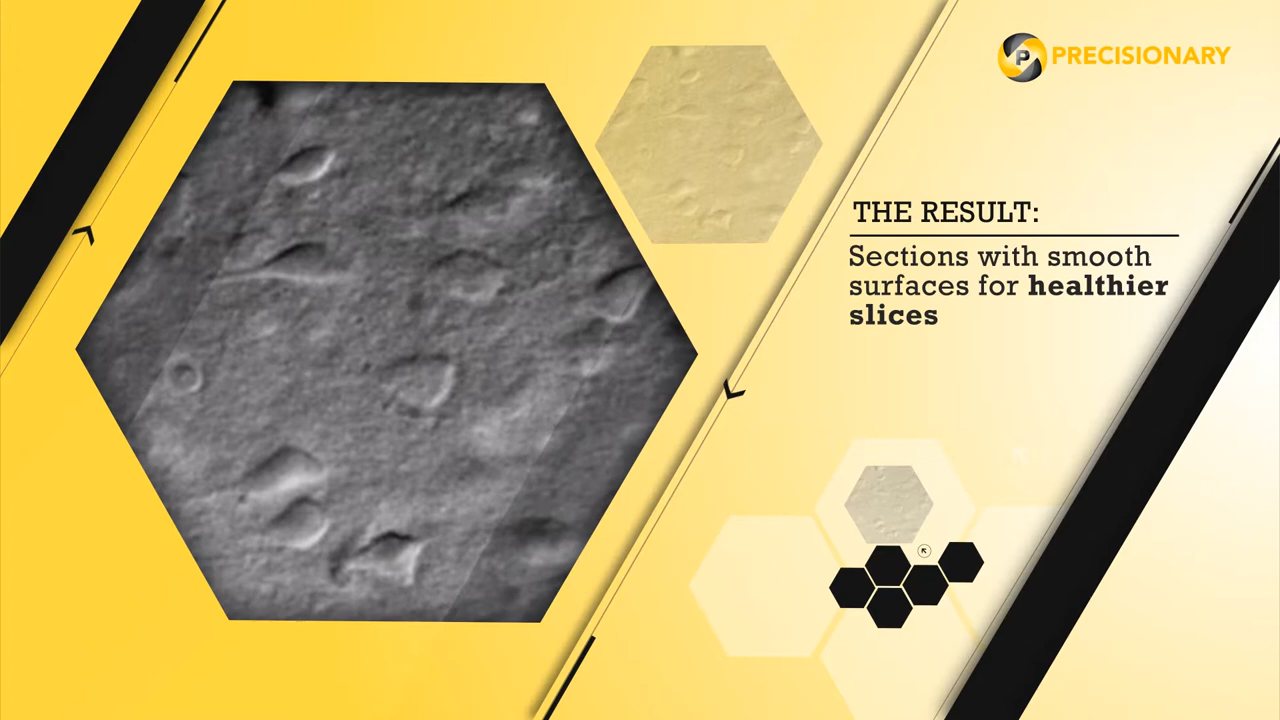 P PRECISIONARY
THE RESULT:
Sections with smooth
surfaces for healthier
slices